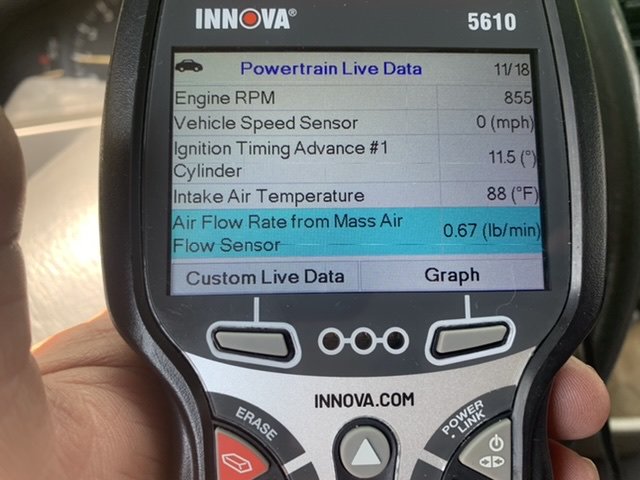 INNOVA® 5610
Powertrain Live Data 11/18
Engine RPM 855
Vehicle Speed Sensor 0 (mph)
Ignition Timing Advance #1
Cylinder 11.5 (°)
Intake Air Temperature 88 (°F)
Air Flow Rate from Mass Air
Flow Sensor 0.67 (lb/min)
Custom Live Data Graph
INNOVA.COM
ERASE
POWER
• LINK